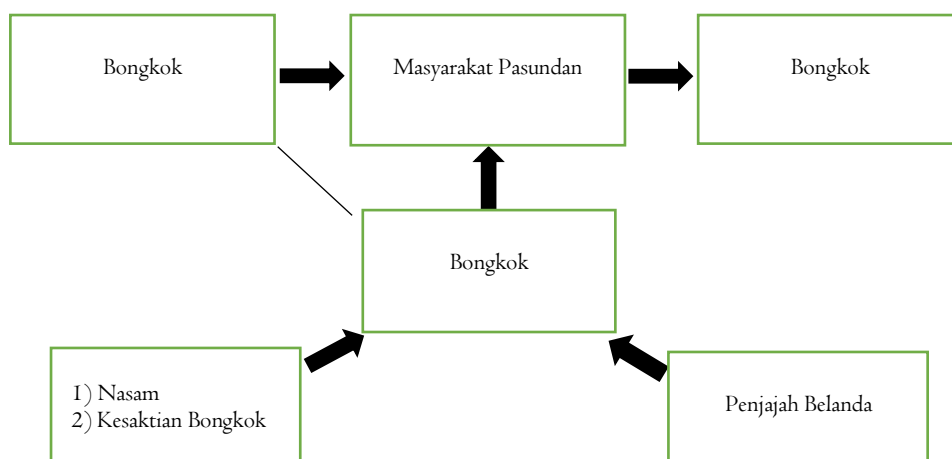 Bongkok
Masyarakat Pasundan
Bongkok
Bongkok
1) Nasam
2) Kesaktian Bongkok
Penjajah Belanda